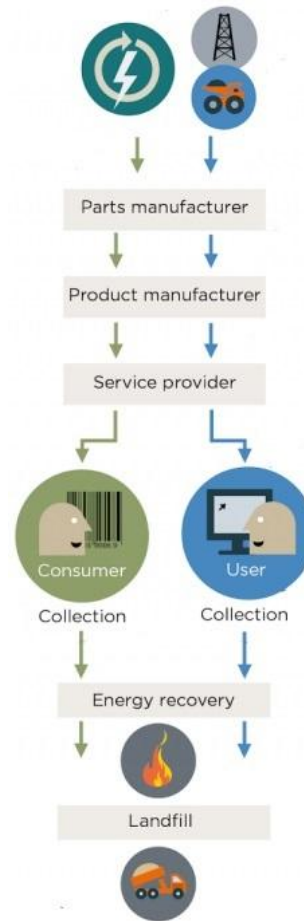 Parts manufacturer
Product manufacturer
Service provider
Consumer
User
Collection
Collection
Energy recovery
Landfill